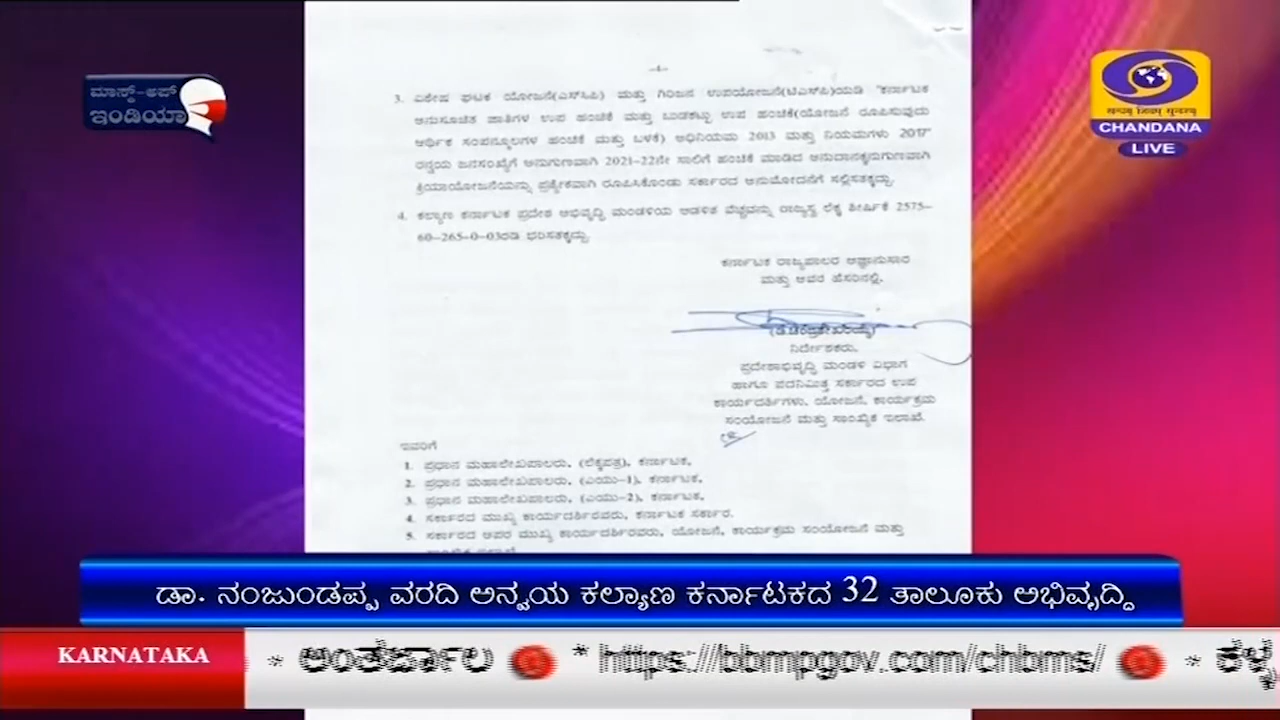 ಮಾಸ್ಕ್-ಅಪ್
ಇಂಡಿಯಾ
CHANDANA
LIVE
-4-
3. ವಿಶೇಷ ಘಟಕ ಯೋಜನೆ(ಎಸ್‌ಸಿಪಿ) ಮತ್ತು ಗಿರಿಜನ ಉಪಯೋಜನೆ(ಟಿಎಸ್‌ಪಿ)ಯಡಿ "ಕರ್ನಾಟಕ
ಅನುಸೂಚಿತ ಜಾತಿಗಳ ಉಪ ಹಂಚಿಕೆ ಮತ್ತು ಬುಡಕಟ್ಟು ಉಪ ಹಂಚಿಕೆ(ಯೋಜನೆ ರೂಪಿಸುವುದು
ಆರ್ಥಿಕ ಸಂಪನ್ಮೂಲಗಳ ಹಂಚಿಕೆ ಮತ್ತು ಬಳಕೆ) ಅಧಿನಿಯಮ 2013 ಮತ್ತು ನಿಯಮಗಳು 2017"
ರನ್ವಯ ಜನಸಂಖ್ಯೆಗೆ ಅನುಗುಣವಾಗಿ 2021-22ನೇ ಸಾಲಿಗೆ ಹಂಚಿಕೆ ಮಾಡಿದ ಅನುದಾನಕ್ಕನುಗುಣವಾಗಿ
ಕ್ರಿಯಾಯೋಜನೆಯನ್ನು ಪ್ರತ್ಯೇಕವಾಗಿ ರೂಪಿಸಿಕೊಂಡು ಸರ್ಕಾರದ ಅನುಮೋದನೆಗೆ ಸಲ್ಲಿಸತಕ್ಕದ್ದು.
4. ಕಲ್ಯಾಣ ಕರ್ನಾಟಕ ಪ್ರದೇಶ ಅಭಿವೃದ್ಧಿ ಮಂಡಳಿಯ ಆಡಳಿತ ವೆಚ್ಚವನ್ನು ರಾಜ್ಯಸ್ವ ಲೆಕ್ಕ ಶೀರ್ಷಿಕೆ 2575-
60-265-0-03ರಡಿ ಭರಿಸತಕ್ಕದ್ದು
ಕರ್ನಾಟಕ ರಾಜ್ಯಪಾಲರ ಆಜ್ಞಾನುಸಾರ
ಮತ್ತು ಅವರ ಹೆಸರಿನಲ್ಲಿ,
ನಿರ್ದೇಶಕರು,
ಪ್ರದೇಶಾಭಿವೃದ್ಧಿ ಮಂಡಳಿ ವಿಭಾಗ
ಹಾಗೂ ಪದನಿಮಿತ್ತ ಸರ್ಕಾರದ ಉಪ
ಕಾರ್ಯದರ್ಶಿಗಳು, ಯೋಜನೆ, ಕಾರ್ಯಕ್ರಮ
ಸಂಯೋಜನೆ ಮತ್ತು ಸಾಂಖ್ಯಿಕ ಇಲಾಖೆ.
ಇವರಿಗೆ
1. ಪ್ರಧಾನ ಮಹಾಲೇಖಪಾಲರು, (ಲೆಕ್ಕಪತ್ರ), ಕರ್ನಾಟಕ,
2. ಪ್ರಧಾನ ಮಹಾಲೇಖಪಾಲರು, (ಎಯು-1), ಕರ್ನಾಟಕ,
3. ಪ್ರಧಾನ ಮಹಾಲೇಖಪಾಲರು, (ಎಯು-2), ಕರ್ನಾಟಕ,
4. ಸರ್ಕಾರದ ಮುಖ್ಯ ಕಾರ್ಯದರ್ಶಿರವರು, ಕರ್ನಾಟಕ ಸರ್ಕಾರ.
5. ಸರ್ಕಾರದ ಅಪರ ಮುಖ್ಯ ಕಾರ್ಯದರ್ಶಿರವರು, ಯೋಜನೆ, ಕಾರ್ಯಕ್ರಮ ಸಂಯೋಜನೆ ಮತ್ತು
ಡಾ. ನಂಜುಂಡಪ್ಪ ವರದಿ ಅನ್ವಯ ಕಲ್ಯಾಣ ಕರ್ನಾಟಕದ 32 ತಾಲೂಕು ಅಭಿವೃದ್ಧಿ
KARNATAKA * ಅಂತರ್ಜಾಲ * https://bbmpgov.com/chbms/ *